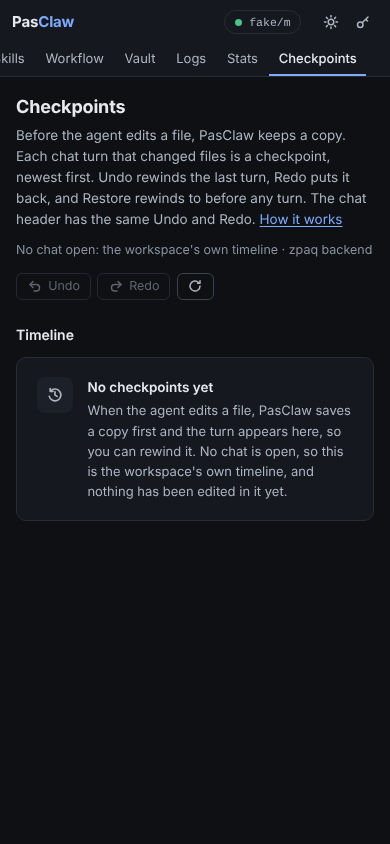 PasClaw
fake/m
kills Workflow Vault Logs Stats Checkpoints
Checkpoints
Before the agent edits a file, PasClaw keeps a copy.
Each chat turn that changed files is a checkpoint,
newest first. Undo rewinds the last turn, Redo puts it
back, and Restore rewinds to before any turn. The chat
header has the same Undo and Redo. How it works
No chat open: the workspace's own timeline · zpaq backend
Undo Redo
Timeline
No checkpoints yet
When the agent edits a file, PasClaw saves
a copy first and the turn appears here, so
you can rewind it. No chat is open, so this
is the workspace's own timeline, and
nothing has been edited in it yet.